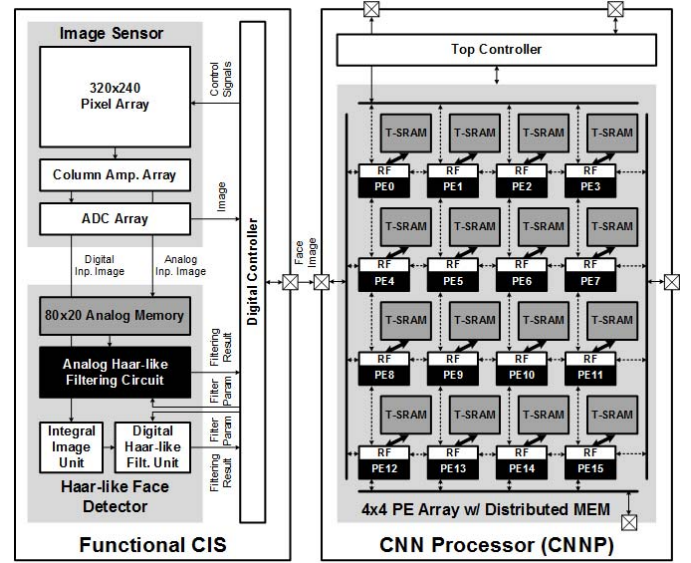 Image Sensor
320x240
Pixel Array
Column Amp. Array
ADC Array
Control
Signals
Image
Digital
Inp. Image
Analog
Inp. Image
80x20 Analog Memory
Analog Haar-like
Filtering Circuit
Integral
Image
Unit
Digital
Haar-like
Filt. Unit
Haar-like Face
Detector
Filtering
Result
Filter
Param
Filter
Param
Filtering
Result
Digital Controller
Functional CIS
Face
Image
Top Controller
T-SRAM T-SRAM T-SRAM T-SRAM
RF RF RF RF
PE0 PE1 PE2 PE3
T-SRAM T-SRAM T-SRAM T-SRAM
RF RF RF RF
PE4 PE5 PE6 PE7
T-SRAM T-SRAM T-SRAM T-SRAM
RF RF RF RF
PE8 PE9 PE10 PE11
T-SRAM T-SRAM T-SRAM T-SRAM
RF RF RF RF
PE12 PE13 PE14 PE15
4x4 PE Array w/ Distributed MEM
CNN Processor (CNNP)